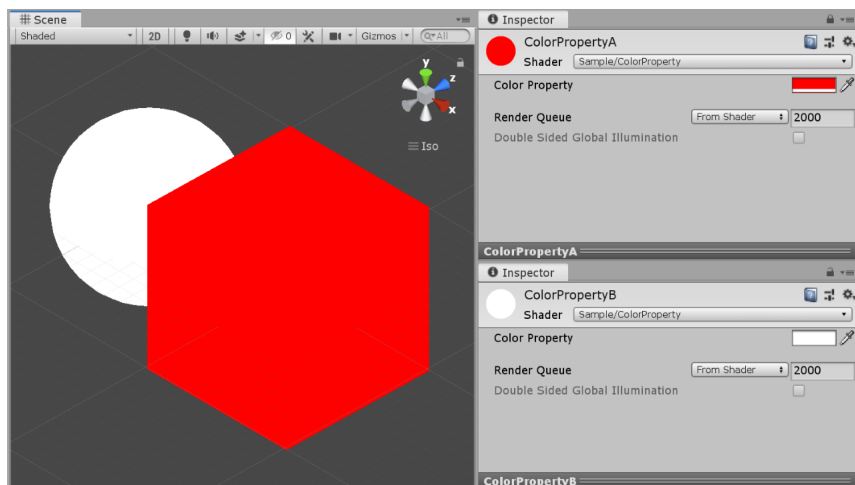 Scene
Shaded
2D
0
Gizmos
All
y
z
x
Iso
Inspector
ColorPropertyA
Shader Sample/ColorProperty
Color Property
Render Queue From Shader 2000
Double Sided Global Illumination
ColorPropertyA
Inspector
ColorPropertyB
Shader Sample/ColorProperty
Color Property
Render Queue From Shader 2000
Double Sided Global Illumination
ColorPropertyB